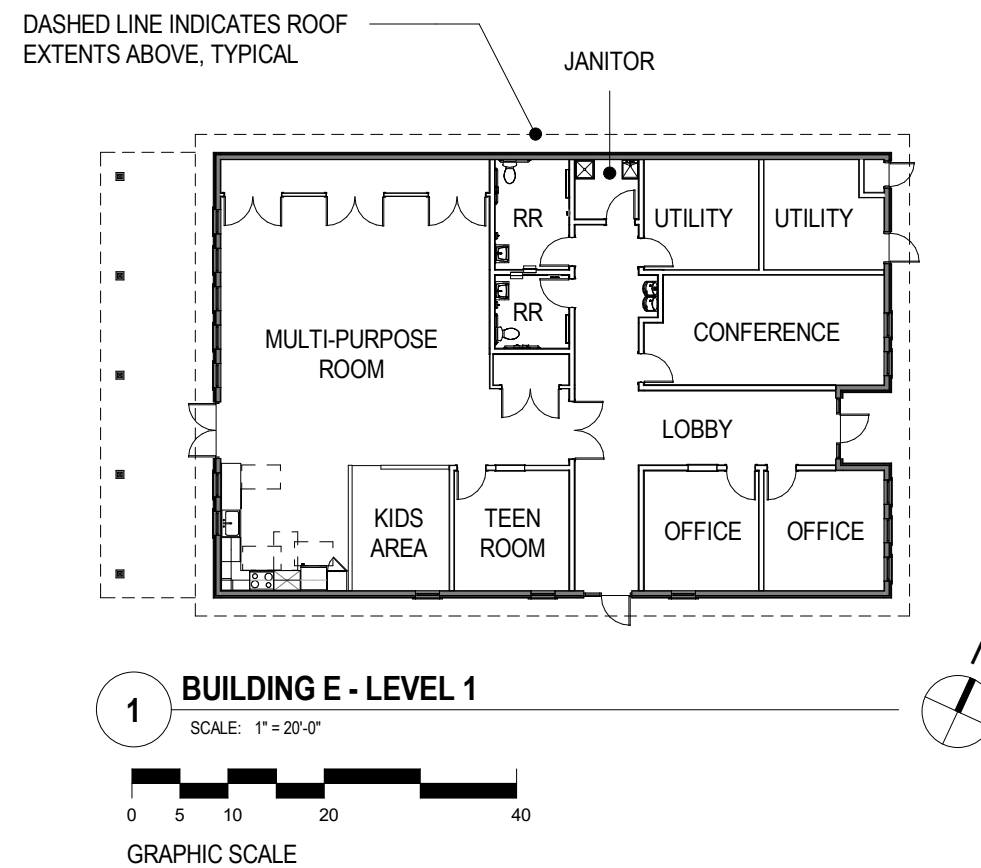 DASHED LINE INDICATES ROOF
EXTENTS ABOVE, TYPICAL
JANITOR
RR
UTILITY
UTILITY
RR
CONFERENCE
MULTI-PURPOSE
ROOM
LOBBY
KIDS
AREA
TEEN
ROOM
OFFICE
OFFICE
1
BUILDING E - LEVEL 1
SCALE: 1" = 20'-0"
0 5 10 20 40
GRAPHIC SCALE